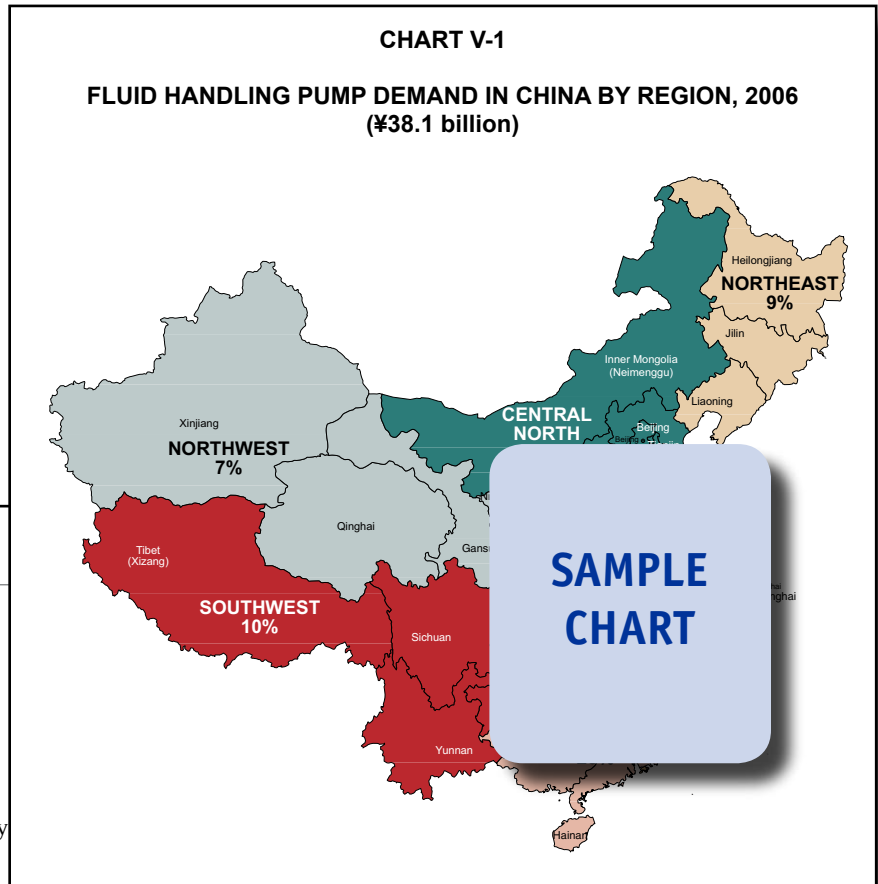 CHART V-1
FLUID HANDLING PUMP DEMAND IN CHINA BY REGION, 2006
(¥38.1 billion)
Heilongjiang
NORTHEAST
9%
Jilin
Inner Mongolia
(Neimenggu)
Liaoning
CENTRAL
NORTH
Xinjiang
Beijing
Beijing
NORTHWEST
7%
Qinghai
Tibet
(Xizang)
SAMPLE
CHART
SOUTHWEST
10%
Sichuan
Yunnan
Hainan
y